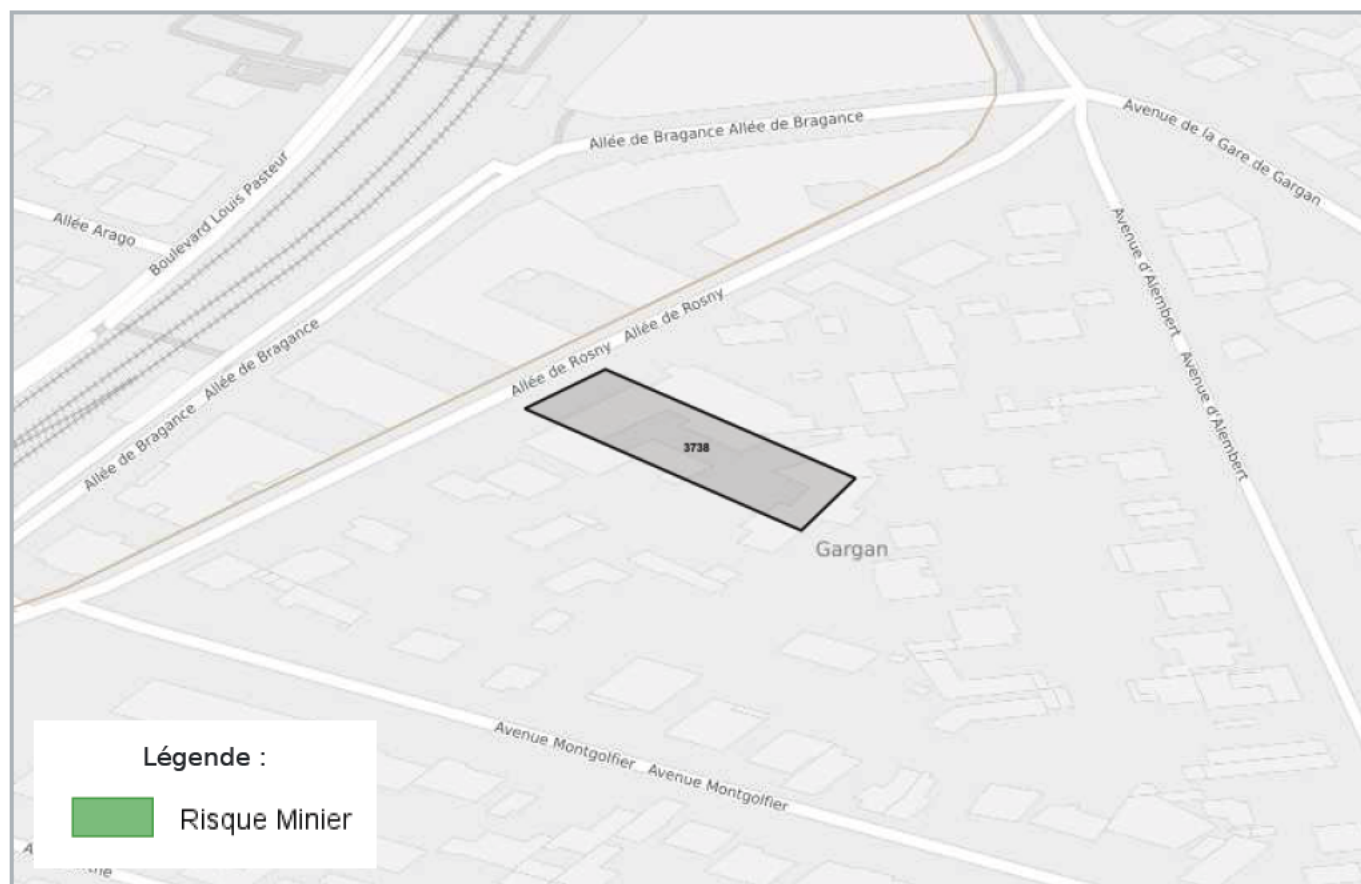 Allée de Bragance Allée de Bragance
Avenue de la Gare de Gargan
Boulevard Louis Pasteur
Allée Arago
Avenue d'Alembert Avenue d'Alembert
Allée de Rosny Allée de Rosny
Allée de Bragance Allée de Bragance
3738
Gargan
Avenue Montgolfier Avenue Montgolfier
Légende :
Risque Minier